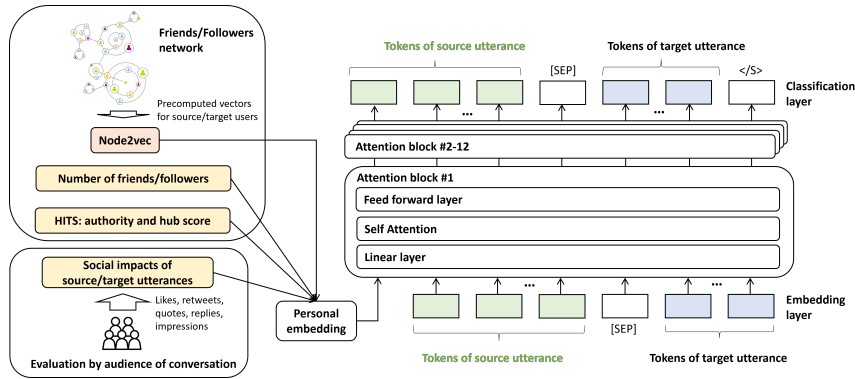 Friends/Followers
network
Precomputed vectors
for source/target users
Node2vec
Number of friends/followers
HITS: authority and hub score
Social impacts of
source/target utterances
Likes, retweets,
quotes, replies,
impressions
Evaluation by audience of conversation
Personal
embedding
Tokens of source utterance
Tokens of target utterance
[SEP]
</S>
Classification
layer
...
...
Attention block #2-12
Attention block #1
Feed forward layer
Self Attention
Linear layer
...
...
Embedding
layer
[SEP]
Tokens of source utterance
Tokens of target utterance